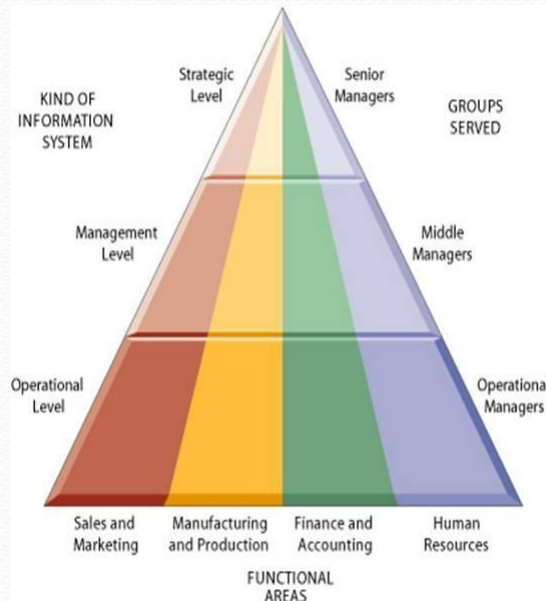 Strategic
Level
Senior
Managers
KIND OF
INFORMATION
SYSTEM
GROUPS
SERVED
Management
Level
Middle
Managers
Operational
Level
Operationa
Managers
Sales and
Marketing
Manufacturing
and Production
Finance and
Accounting
Human
Resources
FUNCTIONAL
AREAS